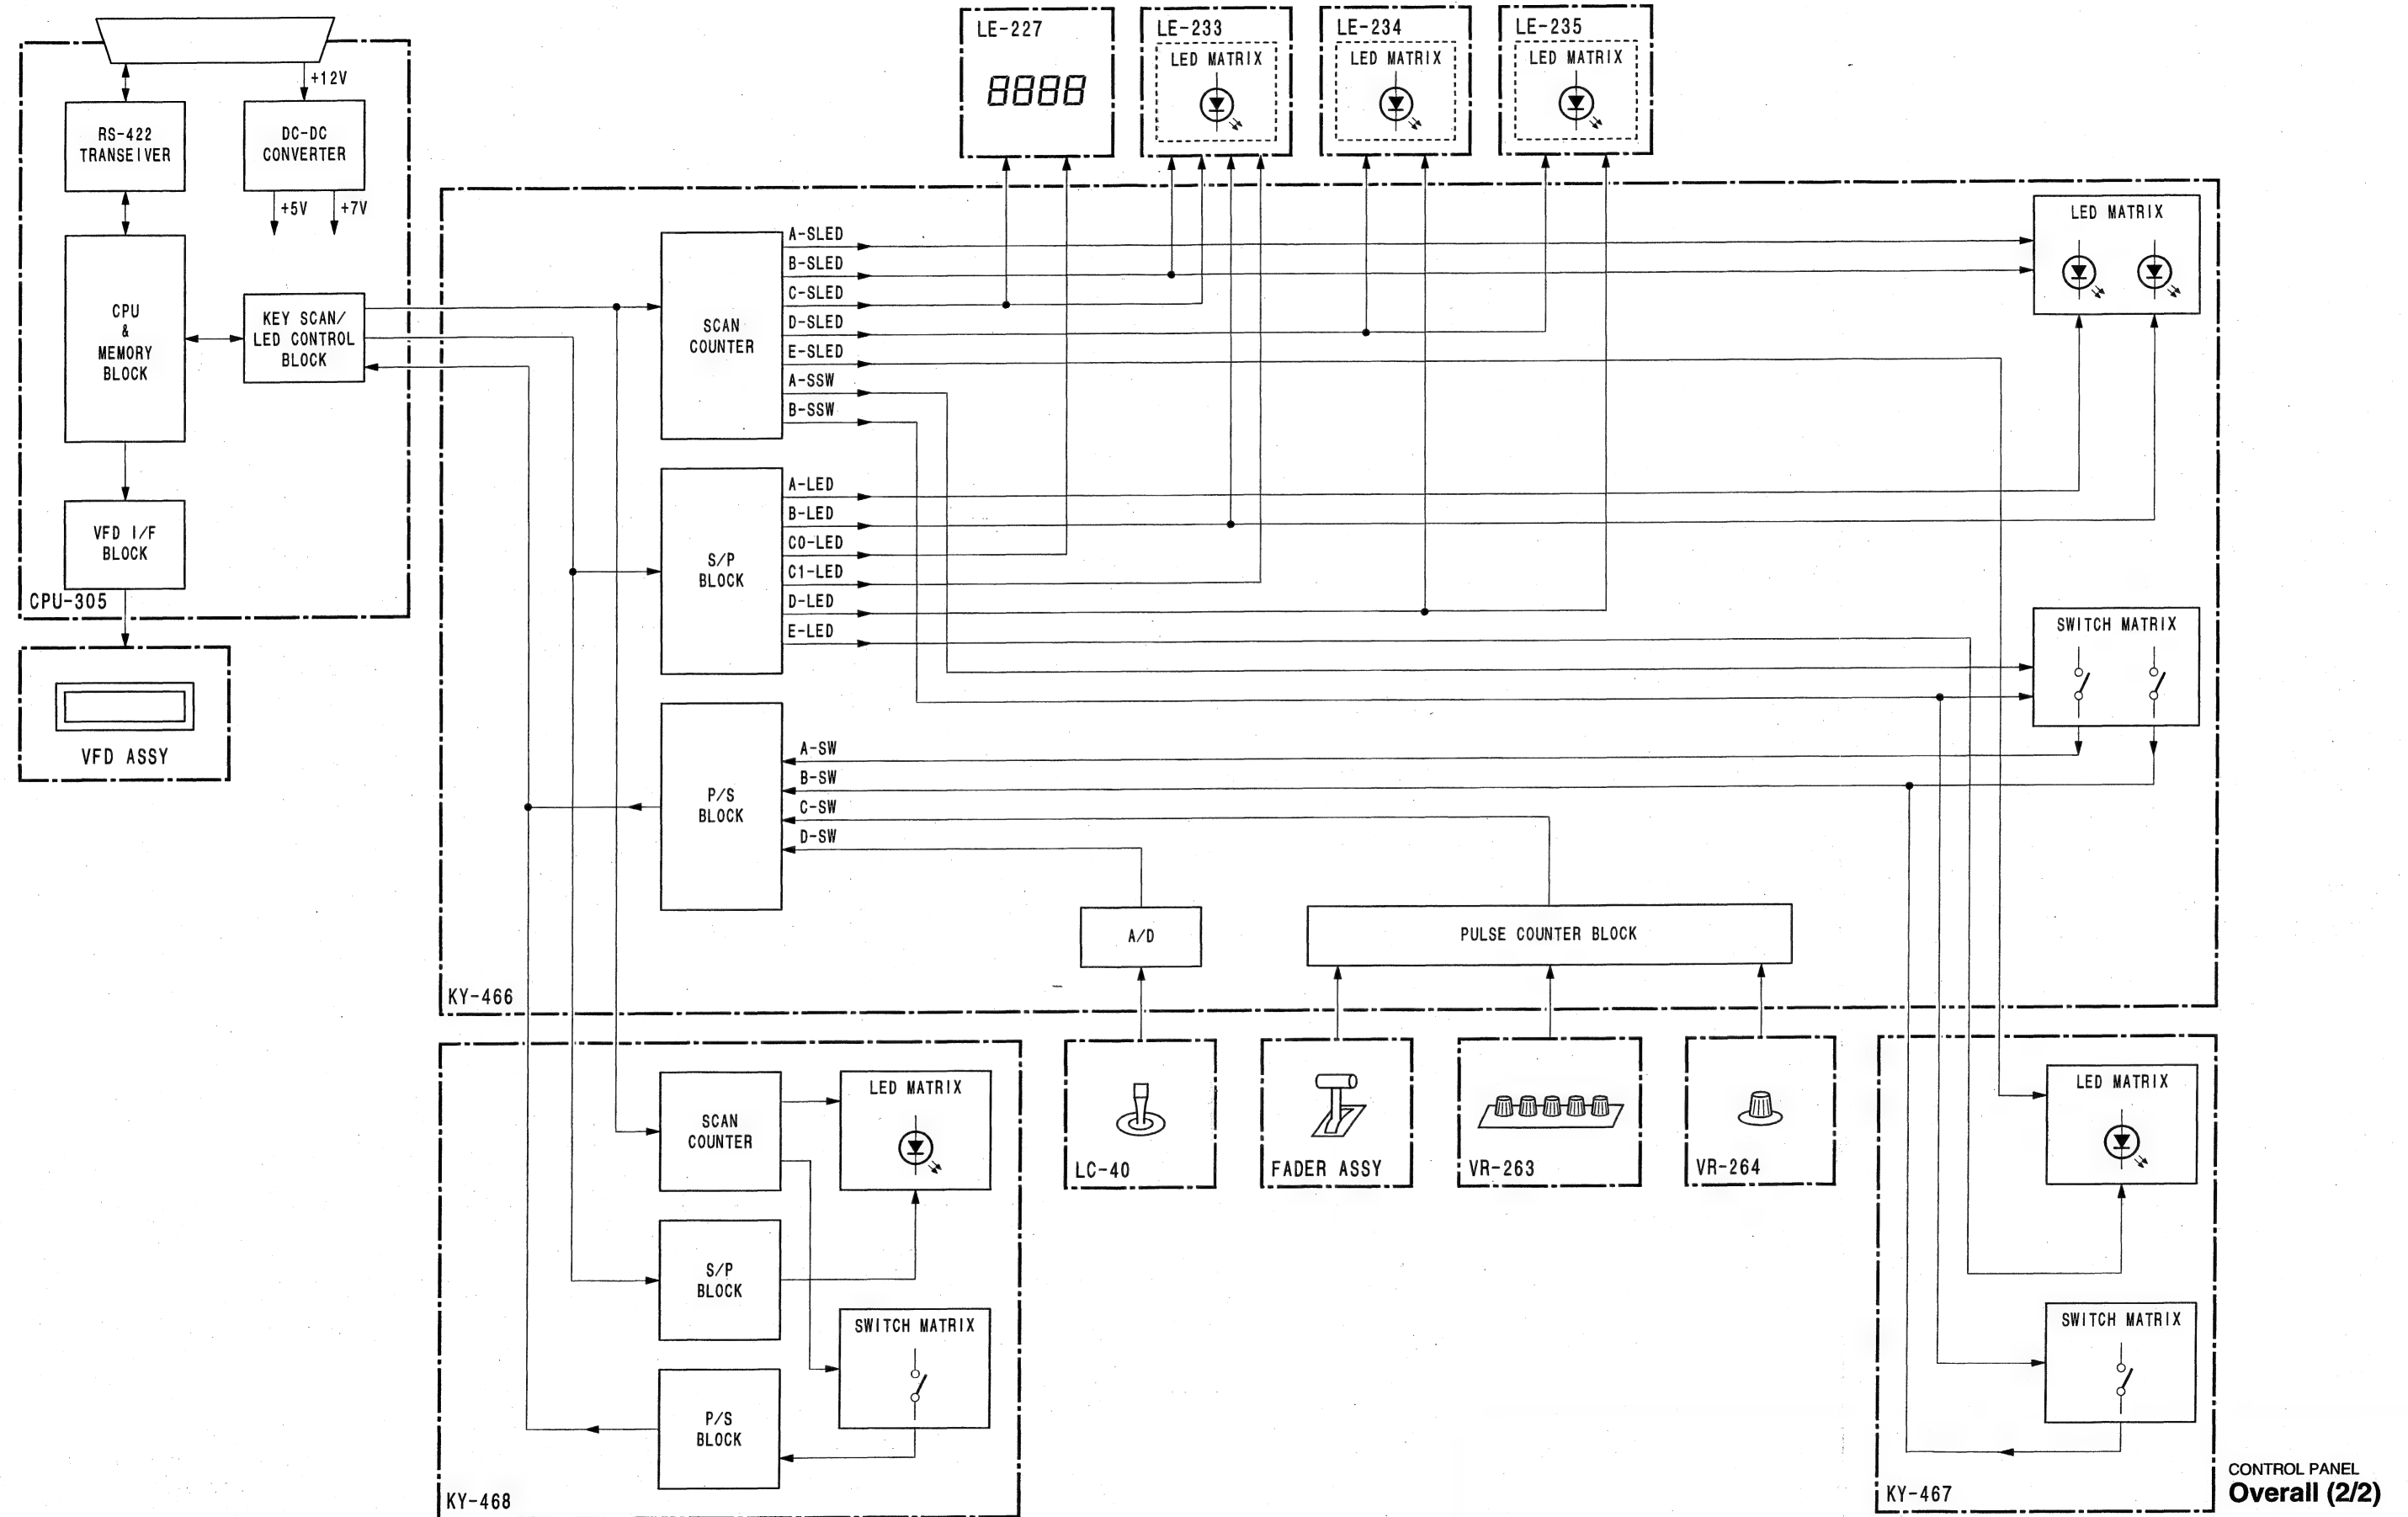 LE-227
8888
LE-233
LED MATRIX
LE-234
LED MATRIX
LE-235
LED MATRIX
+12V
RS-422
TRANSEIVER
DC-DC
CONVERTER
+5V
+7V
CPU
&
MEMORY
BLOCK
KEY SCAN/
LED CONTROL
BLOCK
VFD I/F
BLOCK
CPU-305
VFD ASSY
SCAN
COUNTER
A-SLED
B-SLED
C-SLED
D-SLED
E-SLED
A-SSW
B-SSW
LED MATRIX
S/P
BLOCK
A-LED
B-LED
C0-LED
C1-LED
D-LED
E-LED
SWITCH MATRIX
P/S
BLOCK
A-SW
B-SW
C-SW
D-SW
A/D
PULSE COUNTER BLOCK
KY-466
SCAN
COUNTER
LED MATRIX
S/P
BLOCK
SWITCH MATRIX
P/S
BLOCK
KY-468
LC-40
FADER ASSY
VR-263
VR-264
LED MATRIX
SWITCH MATRIX
KY-467
CONTROL PANEL
Overall (2/2)